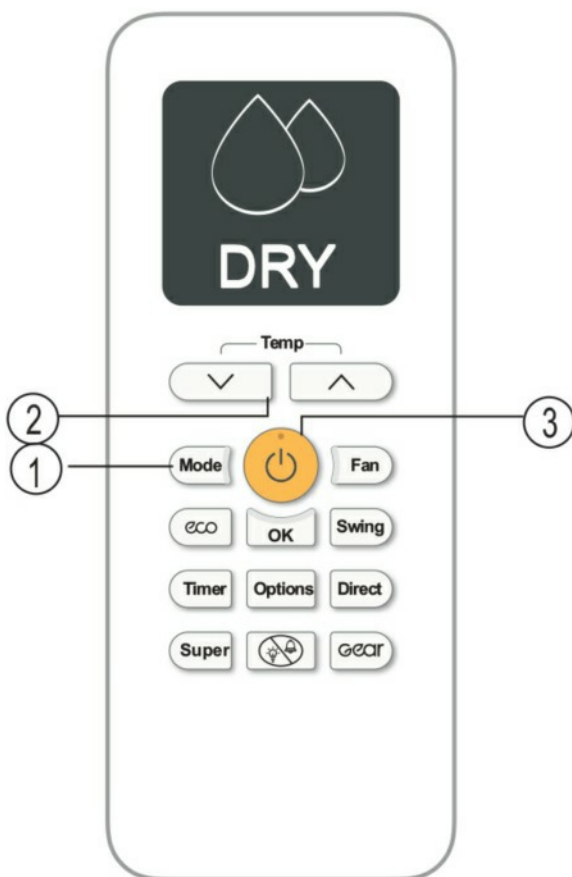 DRY
Temp
2
3
1
Mode
Fan
eco
OK
Swing
Timer
Options
Direct
Super
Gear